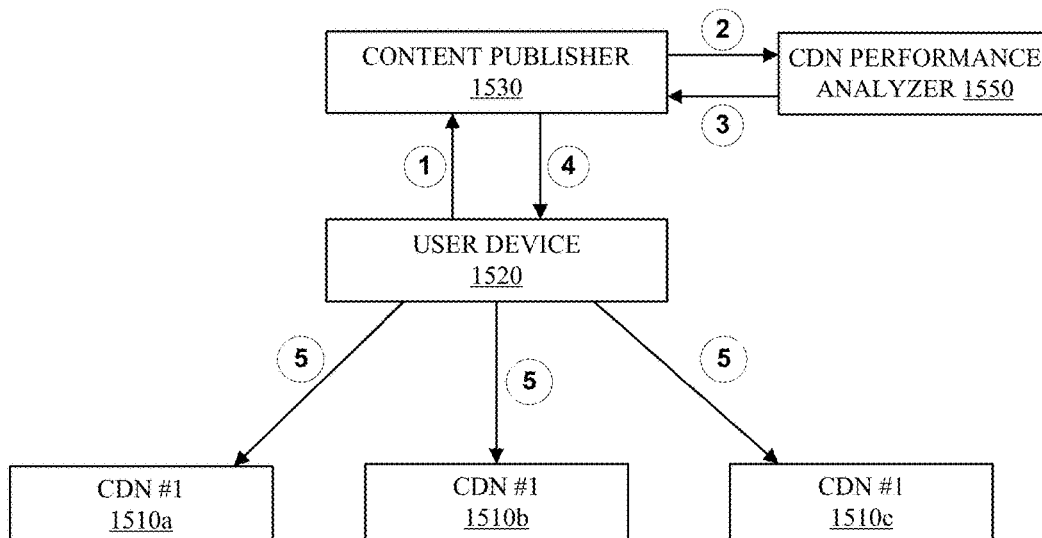 2
CONTENT PUBLISHER
1530
CDN PERFORMANCE
ANALYZER 1550
3
1
4
USER DEVICE
1520
5
5
5
CDN #1
1510a
CDN #1
1510b
CDN #1
1510c